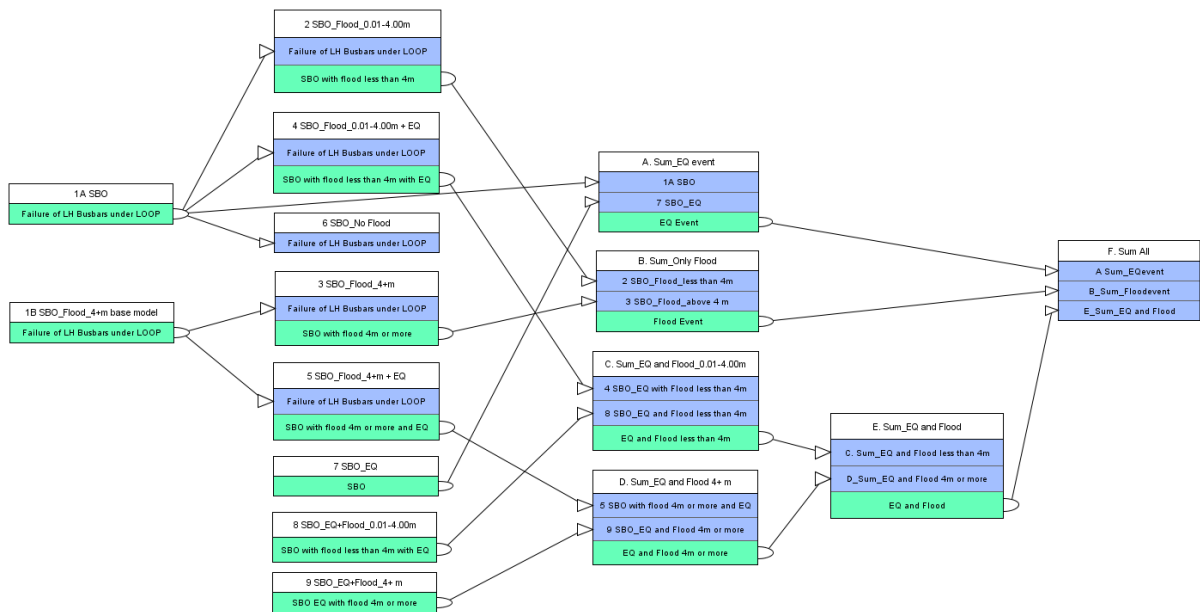 2 SBO_Flood_0.01-4.00m
Failure of LH Busbars under LOOP
SBO with flood less than 4m
4 SBO_Flood_0.01-4.00m + EQ
Failure of LH Busbars under LOOP
SBO with flood less than 4m with EQ
1A SBO
Failure of LH Busbars under LOOP
6 SBO_No Flood
Failure of LH Busbars under LOOP
3 SBO_Flood_4+m
Failure of LH Busbars under LOOP
SBO with flood 4m or more
1B SBO_Flood_4+m base model
Failure of LH Busbars under LOOP
5 SBO_Flood_4+m + EQ
Failure of LH Busbars under LOOP
SBO with flood 4m or more and EQ
7 SBO_EQ
SBO
8 SBO_EQ+Flood_0.01-4.00m
SBO with flood less than 4m with EQ
9 SBO_EQ+Flood_4+ m
SBO EQ with flood 4m or more
A. Sum_EQ event
1A SBO
7 SBO_EQ
EQ Event
B. Sum_Only Flood
2 SBO_Flood_less than 4m
3 SBO_Flood_above 4 m
Flood Event
C. Sum_EQ and Flood_0.01-4.00m
4 SBO_EQ with Flood less than 4m
8 SBO_EQ and Flood less than 4m
EQ and Flood less than 4m
D. Sum_EQ and Flood 4+ m
5 SBO with flood 4m or more and EQ
9 SBO_EQ and Flood 4m or more
EQ and Flood 4m or more
E. Sum_EQ and Flood
C. Sum_EQ and Flood less than 4m
D_Sum_EQ and Flood 4m or more
EQ and Flood
F. Sum All
A Sum_EQevent
B_Sum_Floodevent
E_Sum_EQ and Flood